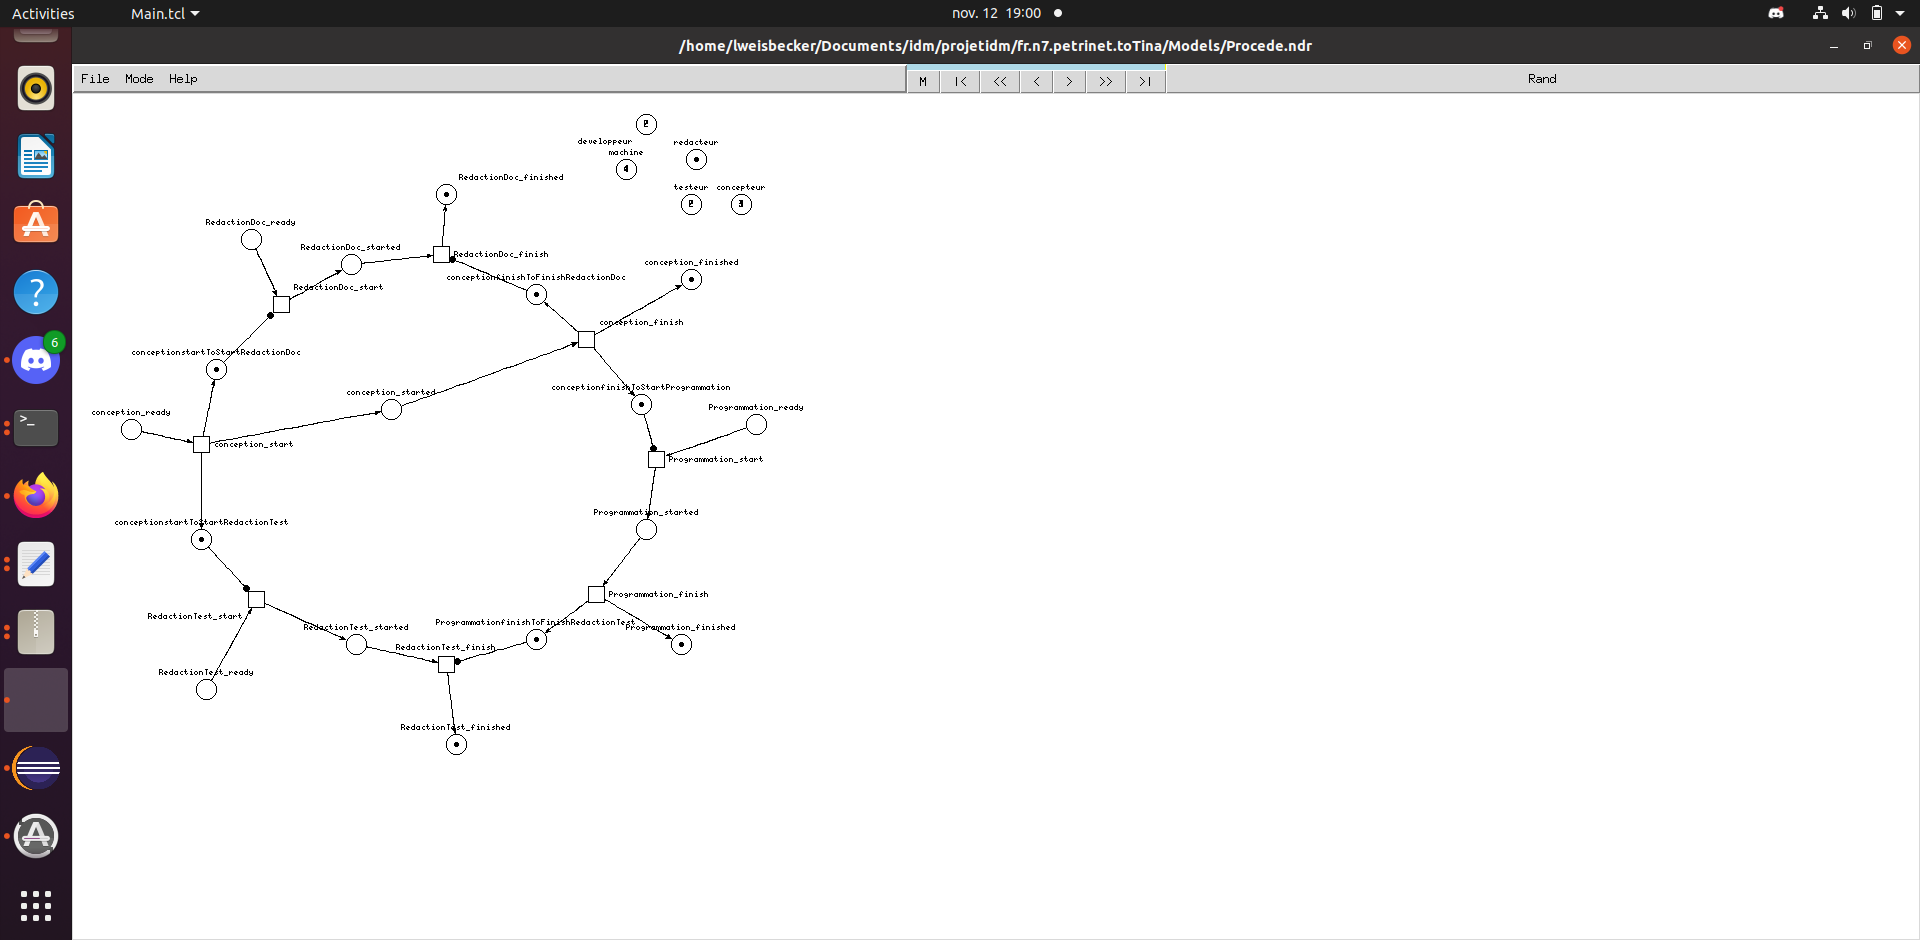 Activities Main.tcl nov. 12 19:00
/home/lweisbecker/Documents/idm/projetidm/fr.n7.petrinet.toTina/Models/Procede.ndr
File Mode Help M |< << < > >> >| Rand
2
developpeur
redacteur
machine
4
RedactionDoc_finished
testeur concepteur
2 3
RedactionDoc_ready
RedactionDoc_started
RedactionDoc_finish
conception_finished
conceptionfinishToFinishRedactionDoc
RedactionDoc_start
conception_finish
6
conceptionstartToStartRedactionDoc
conceptionfinishToStartProgrammation
conception_started
Programmation_ready
conception_ready
>_
conception_start
Programmation_start
Programmation_started
conceptionstartToStartRedactionTest
Programmation_finish
RedactionTest_start
ProgrammationfinishToFinishRedactionTest
RedactionTest_started
Programmation_finished
RedactionTest_finish
RedactionTest_ready
RedactionTest_finished